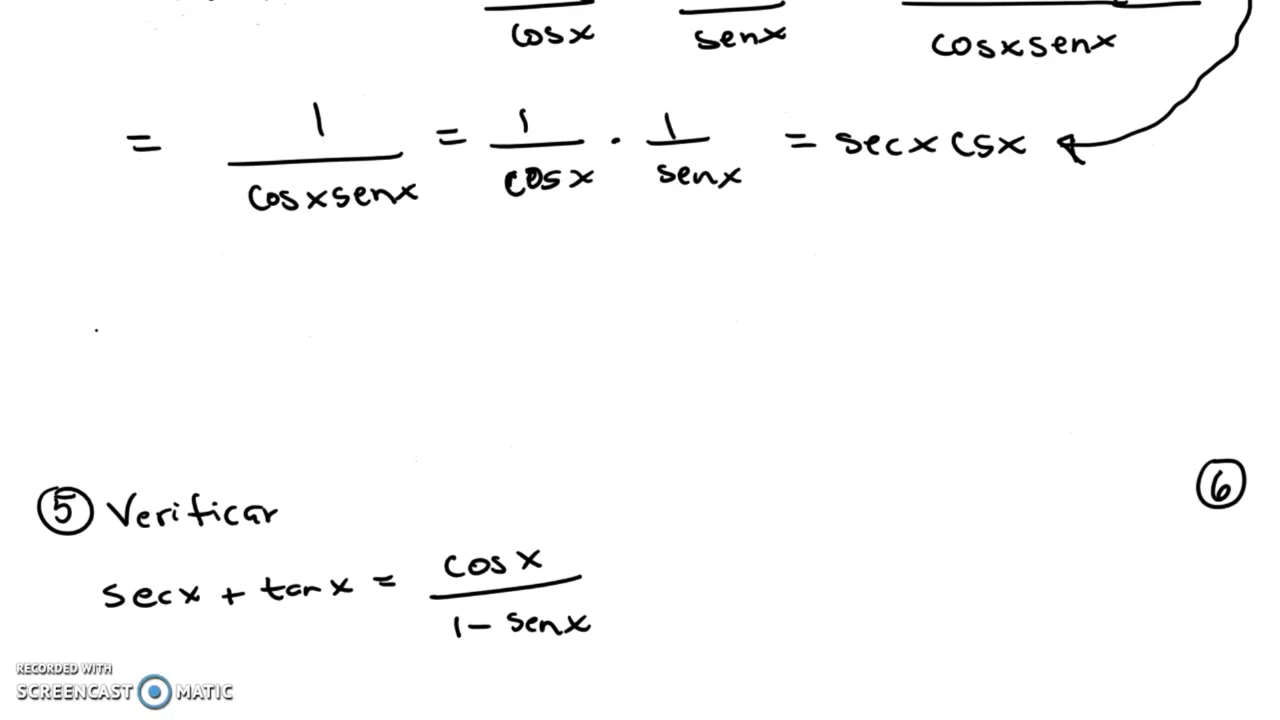 cosx senx cosxsenx
= 1/cosxsenx = 1/cosx · 1/senx = secx cscx
⑤ Verificar ⑥
secx + tanx = cosx/1 - senx
RECORDED WITH
SCREENCAST MATIC